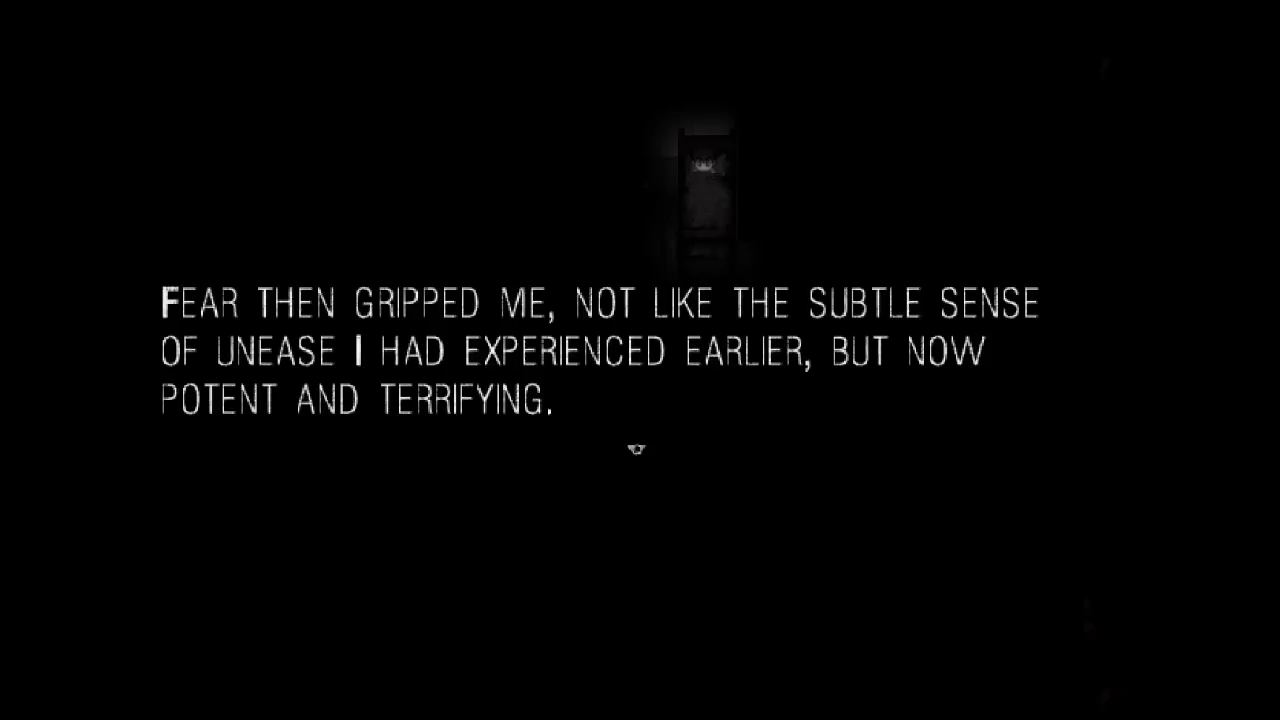 Fear then gripped me, not like the subtle sense
of unease I had experienced earlier, but now
potent and terrifying.